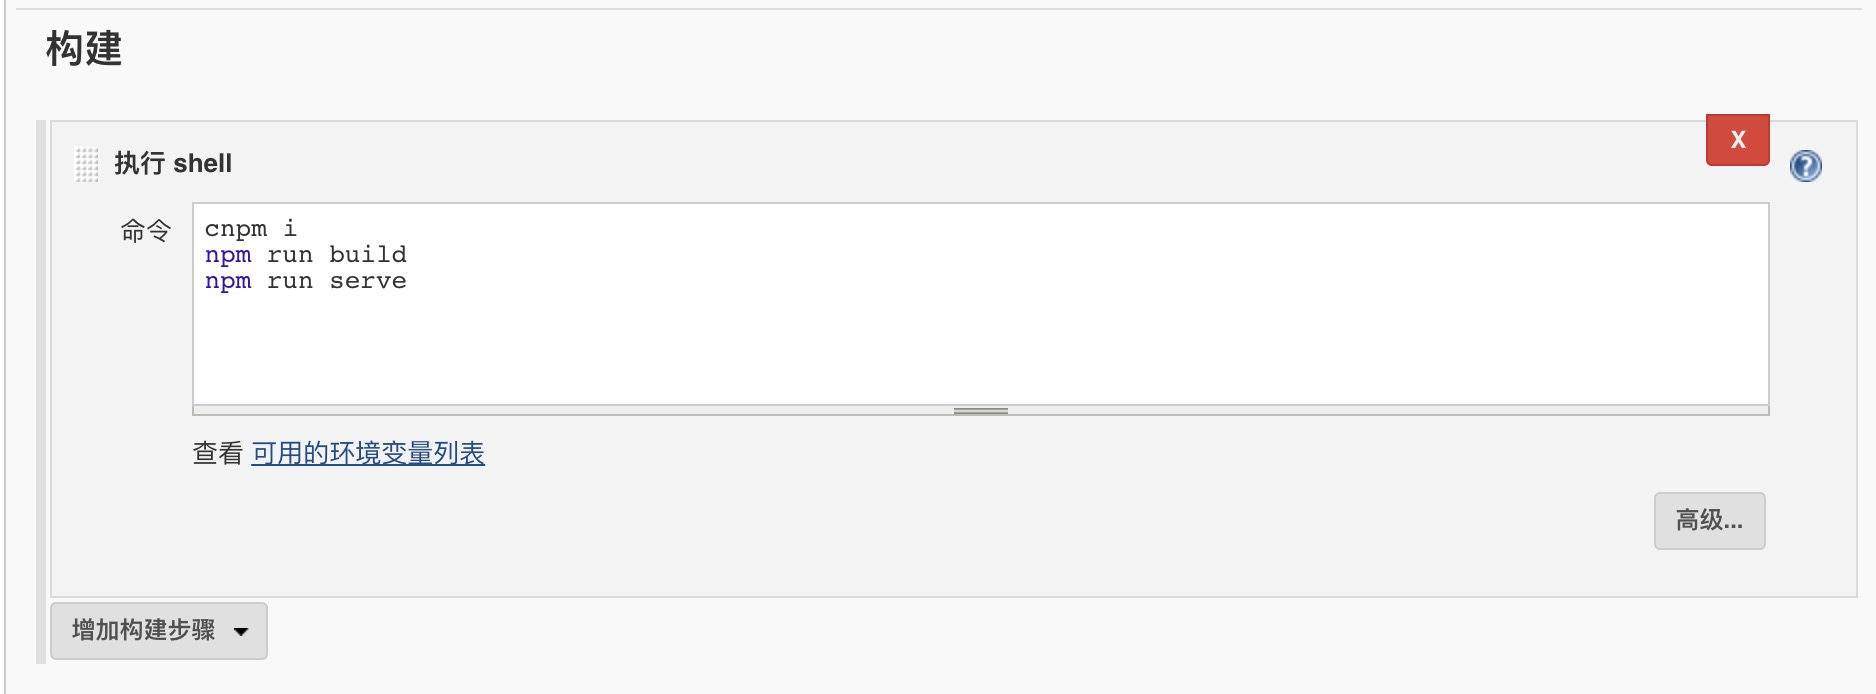 构建
X
执行 shell
?
命令
cnpm i
npm run build
npm run serve
查看 可用的环境变量列表
高级...
增加构建步骤